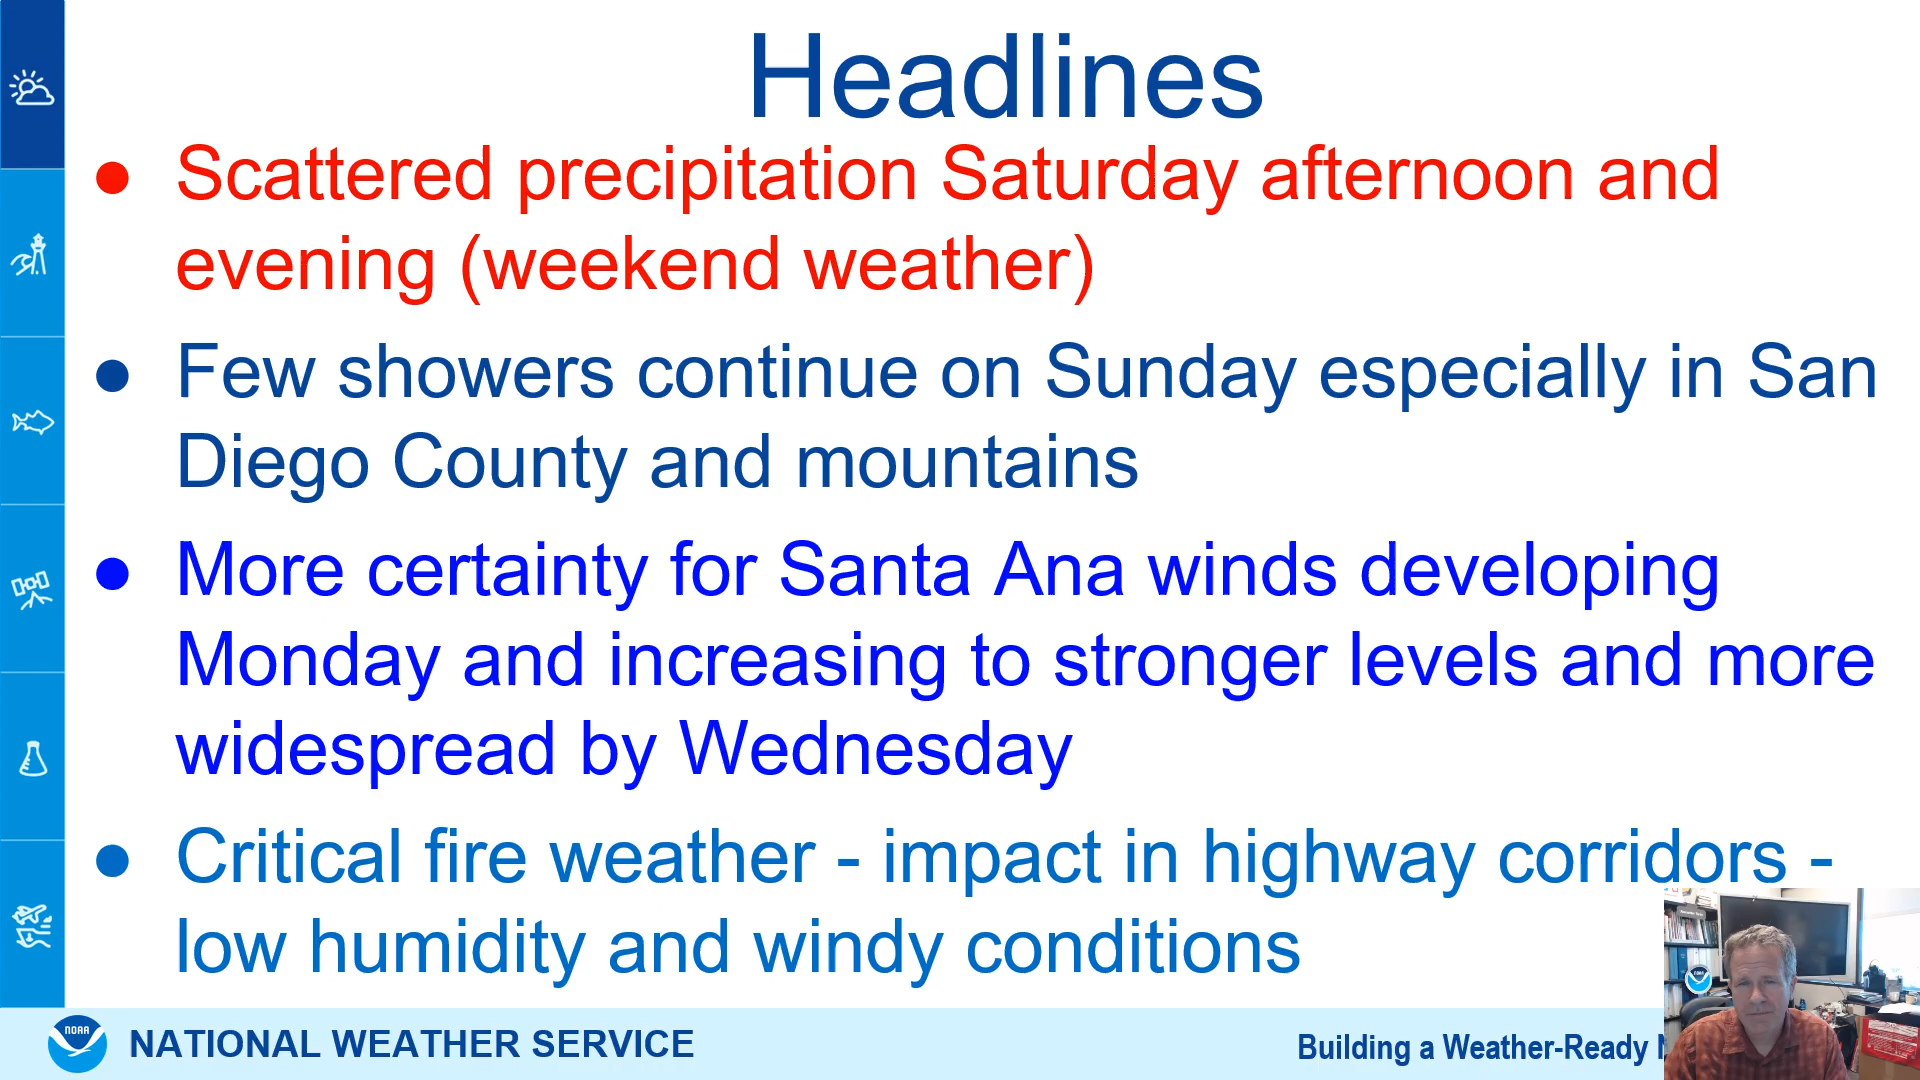 Headlines
● Scattered precipitation Saturday afternoon and
evening (weekend weather)
● Few showers continue on Sunday especially in San
Diego County and mountains
● More certainty for Santa Ana winds developing
Monday and increasing to stronger levels and more
widespread by Wednesday
● Critical fire weather - impact in highway corridors -
low humidity and windy conditions
NOAA
NATIONAL WEATHER SERVICE
Building a Weather-Ready